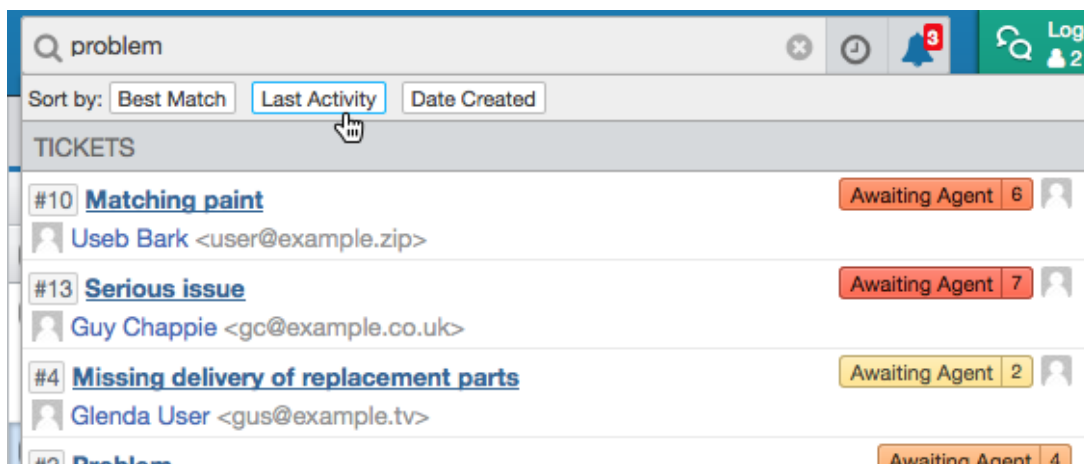 problem
3
Log
2
Sort by: Best Match Last Activity Date Created
TICKETS
#10 Matching paint Awaiting Agent 6
Useb Bark <user@example.zip>
#13 Serious issue Awaiting Agent 7
Guy Chappie <gc@example.co.uk>
#4 Missing delivery of replacement parts Awaiting Agent 2
Glenda User <gus@example.tv>
Problem Awaiting Agent 4